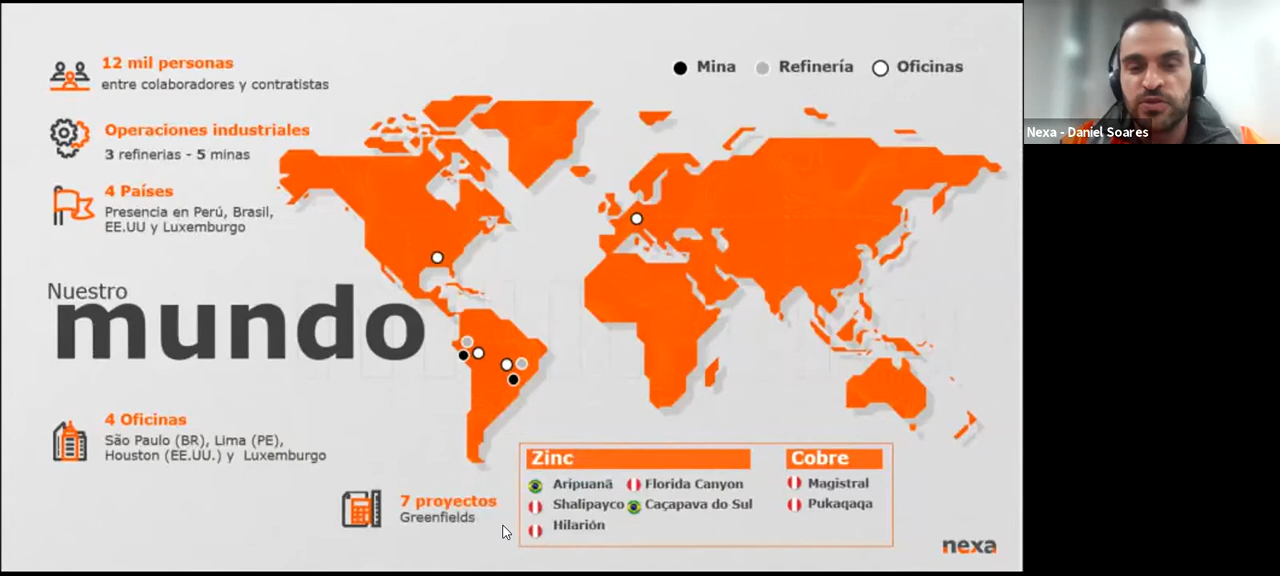 12 mil personas
entre colaboradores y contratistas
Mina
Refinería
Oficinas
Nexa - Daniel Soares
Operaciones industriales
3 refinerias - 5 minas
4 Países
Presencia en Perú, Brasil,
EE.UU y Luxemburgo
Nuestro
mundo
4 Oficinas
São Paulo (BR), Lima (PE),
Houston (EE.UU.) y Luxemburgo
7 proyectos
Greenfields
Zinc
Aripuanã
Florida Canyon
Shalipayco
Caçapava do Sul
Hilarión
Cobre
Magistral
Pukaqaqa
nexa